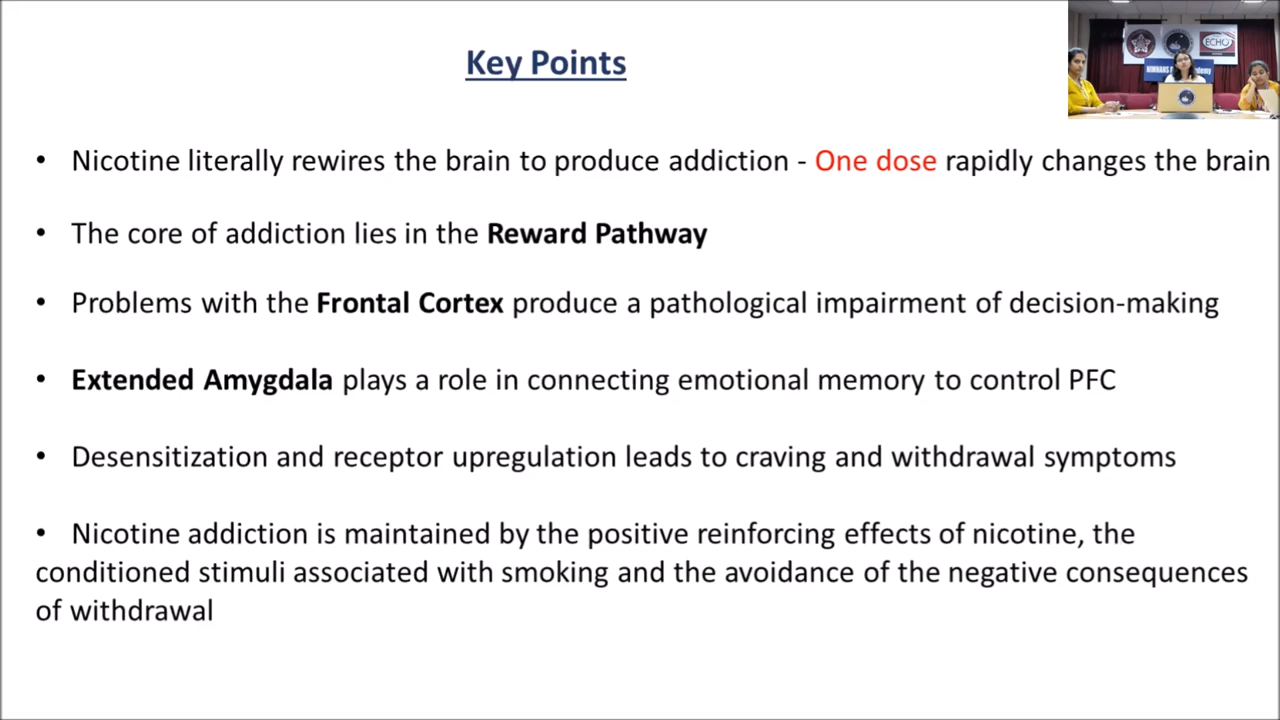 Key Points
ECHO
• Nicotine literally rewires the brain to produce addiction - One dose rapidly changes the brain
• The core of addiction lies in the Reward Pathway
• Problems with the Frontal Cortex produce a pathological impairment of decision-making
• Extended Amygdala plays a role in connecting emotional memory to control PFC
• Desensitization and receptor upregulation leads to craving and withdrawal symptoms
• Nicotine addiction is maintained by the positive reinforcing effects of nicotine, the
conditioned stimuli associated with smoking and the avoidance of the negative consequences
of withdrawal